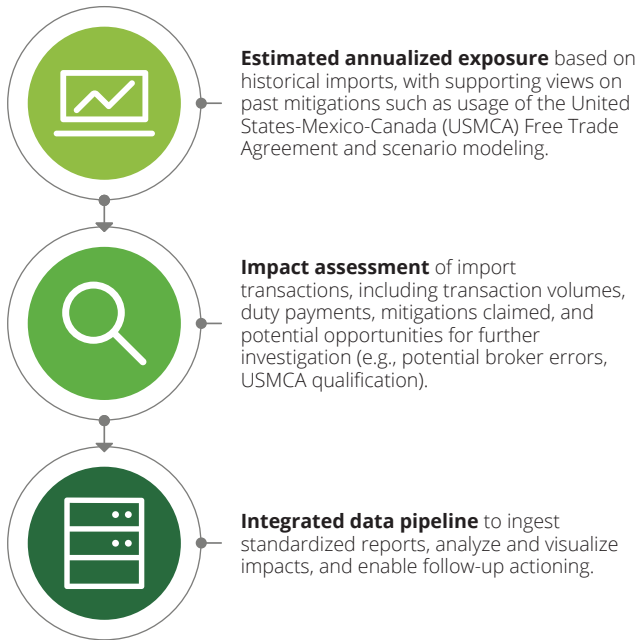 Estimated annualized exposure based on
historical imports, with supporting views on
past mitigations such as usage of the United
States-Mexico-Canada (USMCA) Free Trade
Agreement and scenario modeling.
Impact assessment of import
transactions, including transaction volumes,
duty payments, mitigations claimed, and
potential opportunities for further
investigation (e.g., potential broker errors,
USMCA qualification).
Integrated data pipeline to ingest
standardized reports, analyze and visualize
impacts, and enable follow-up actioning.